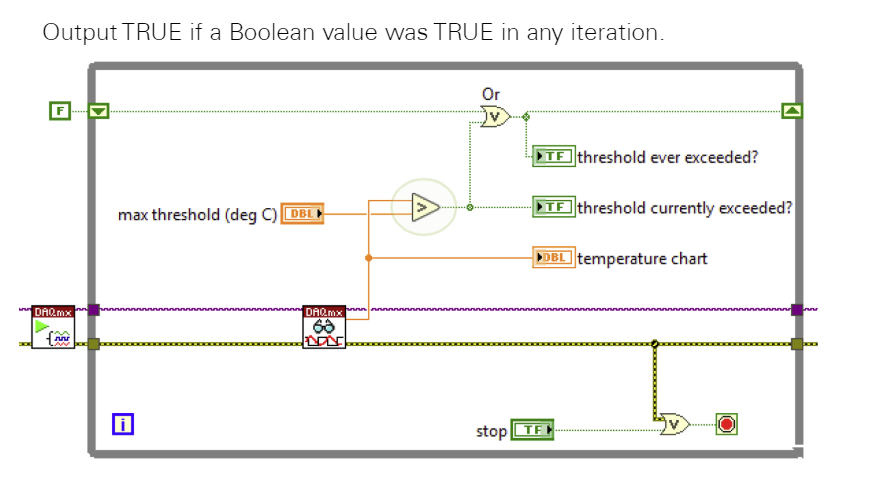 Output TRUE if a Boolean value was TRUE in any iteration.
Or
F
V
TF threshold ever exceeded?
max threshold (deg C) DBL
>
TF threshold currently exceeded?
DBL temperature chart
DAQmx
DAQmx
i
stop TF
V